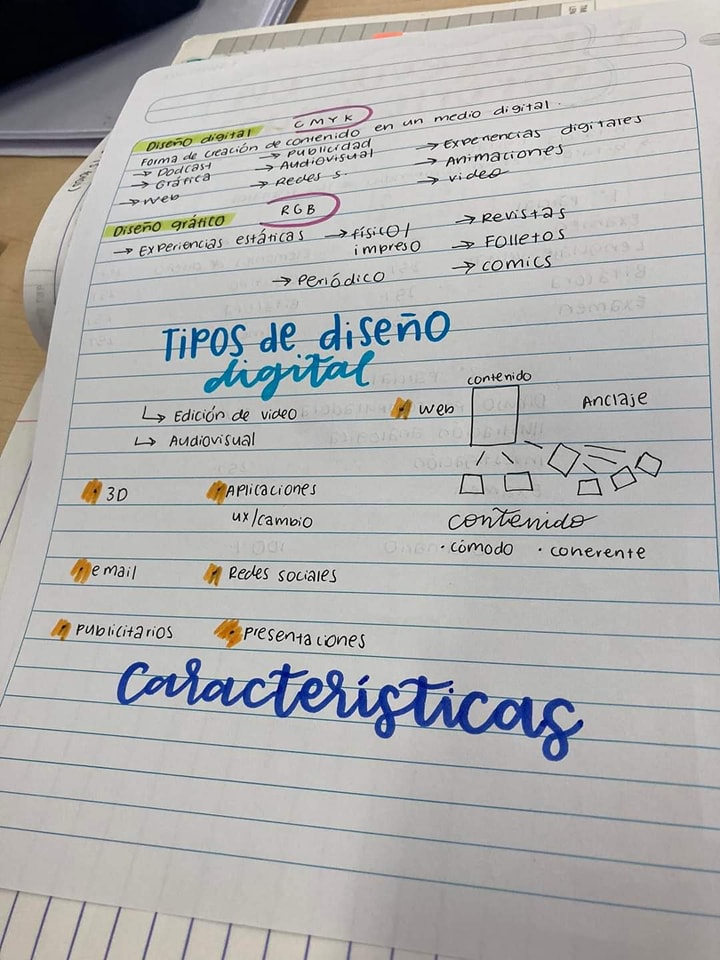 Diseño digital CMYK
Forma de creación de contenido en un medio digital.
→ Podcast → Publicidad → Experiencias digitales
→ Gráfica → Audiovisual → Animaciones
→ Web → Redes s. → video
Diseño gráfico RGB
→ Experiencias estáticas → físico/ → Revistas
impreso → Folletos
→ Periódico → comics
Tipos de diseño
digital
contenido
↳ Edición de video web Anclaje
↳ Audiovisual
3D Aplicaciones
ux/cambio contenido
· cómodo · coherente
email Redes sociales
publicitarios presentaciones
Características